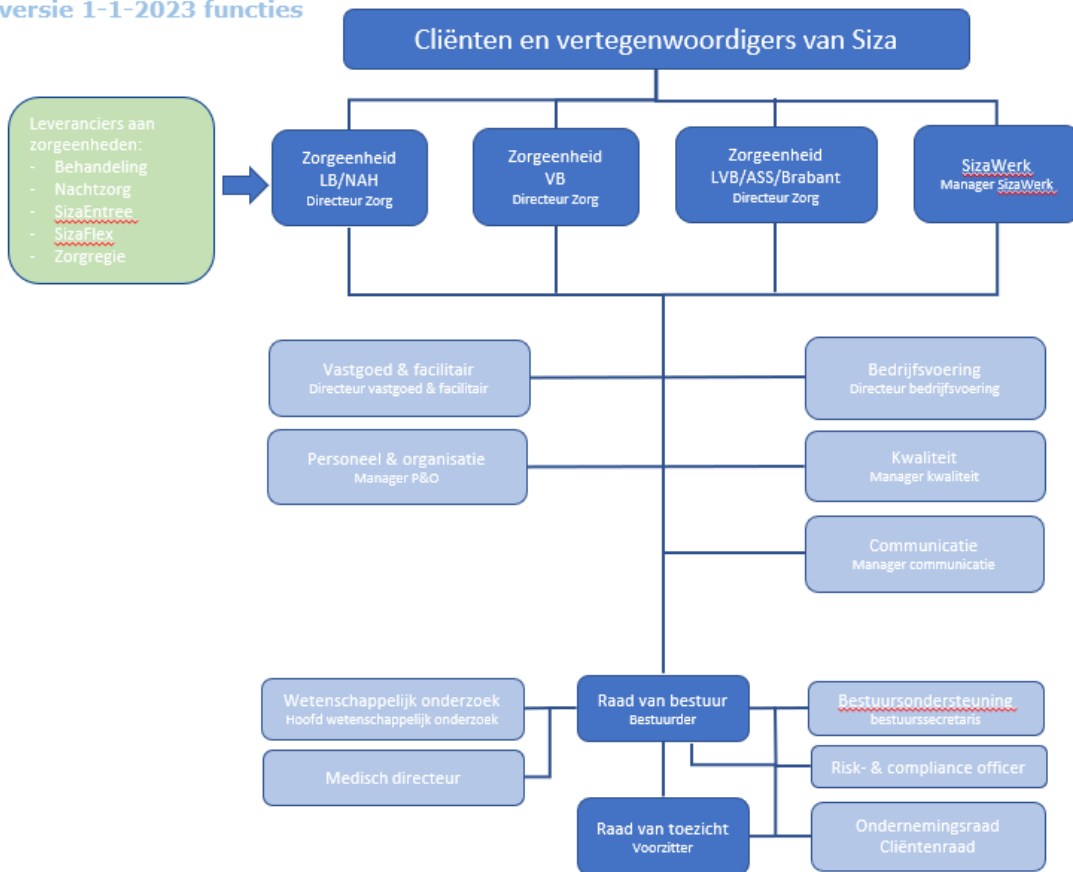 versie 1-1-2023 functies
Cliënten en vertegenwoordigers van Siza
Leveranciers aan
zorgeenheden:
- Behandeling
- Nachtzorg
- SizaEntree
- SizaFlex
- Zorgregie
Zorgeenheid
LB/NAH
Directeur Zorg
Zorgeenheid
VB
Directeur Zorg
Zorgeenheid
LVB/ASS/Brabant
Directeur Zorg
SizaWerk
Manager SizaWerk
Vastgoed & facilitair
Directeur vastgoed & facilitair
Bedrijfsvoering
Directeur bedrijfsvoering
Personeel & organisatie
Manager P&O
Kwaliteit
Manager kwaliteit
Communicatie
Manager communicatie
Wetenschappelijk onderzoek
Hoofd wetenschappelijk onderzoek
Raad van bestuur
Bestuurder
Bestuursondersteuning
bestuurssecretaris
Medisch directeur
Risk- & compliance officer
Raad van toezicht
Voorzitter
Ondernemingsraad
Cliëntenraad